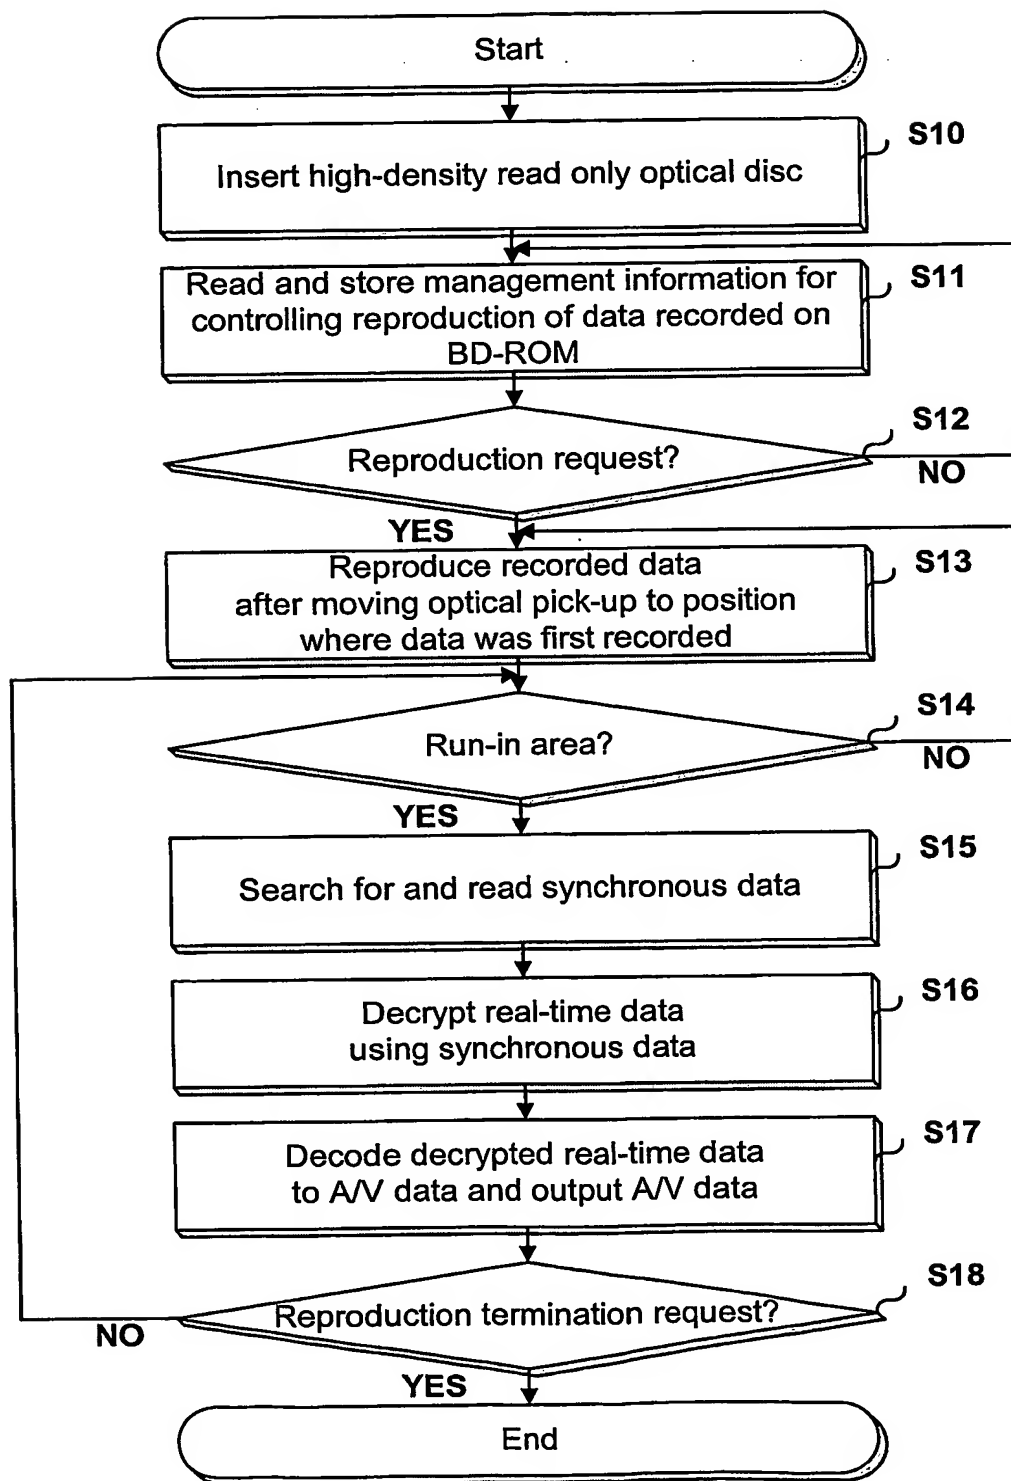 Start
S10
Insert high-density read only optical disc
S11
Read and store management information for
controlling reproduction of data recorded on
BD-ROM
S12
Reproduction request?
NO
YES
S13
Reproduce recorded data
after moving optical pick-up to position
where data was first recorded
S14
Run-in area?
NO
YES
S15
Search for and read synchronous data
S16
Decrypt real-time data
using synchronous data
S17
Decode decrypted real-time data
to A/V data and output A/V data
S18
Reproduction termination request?
NO
YES
End